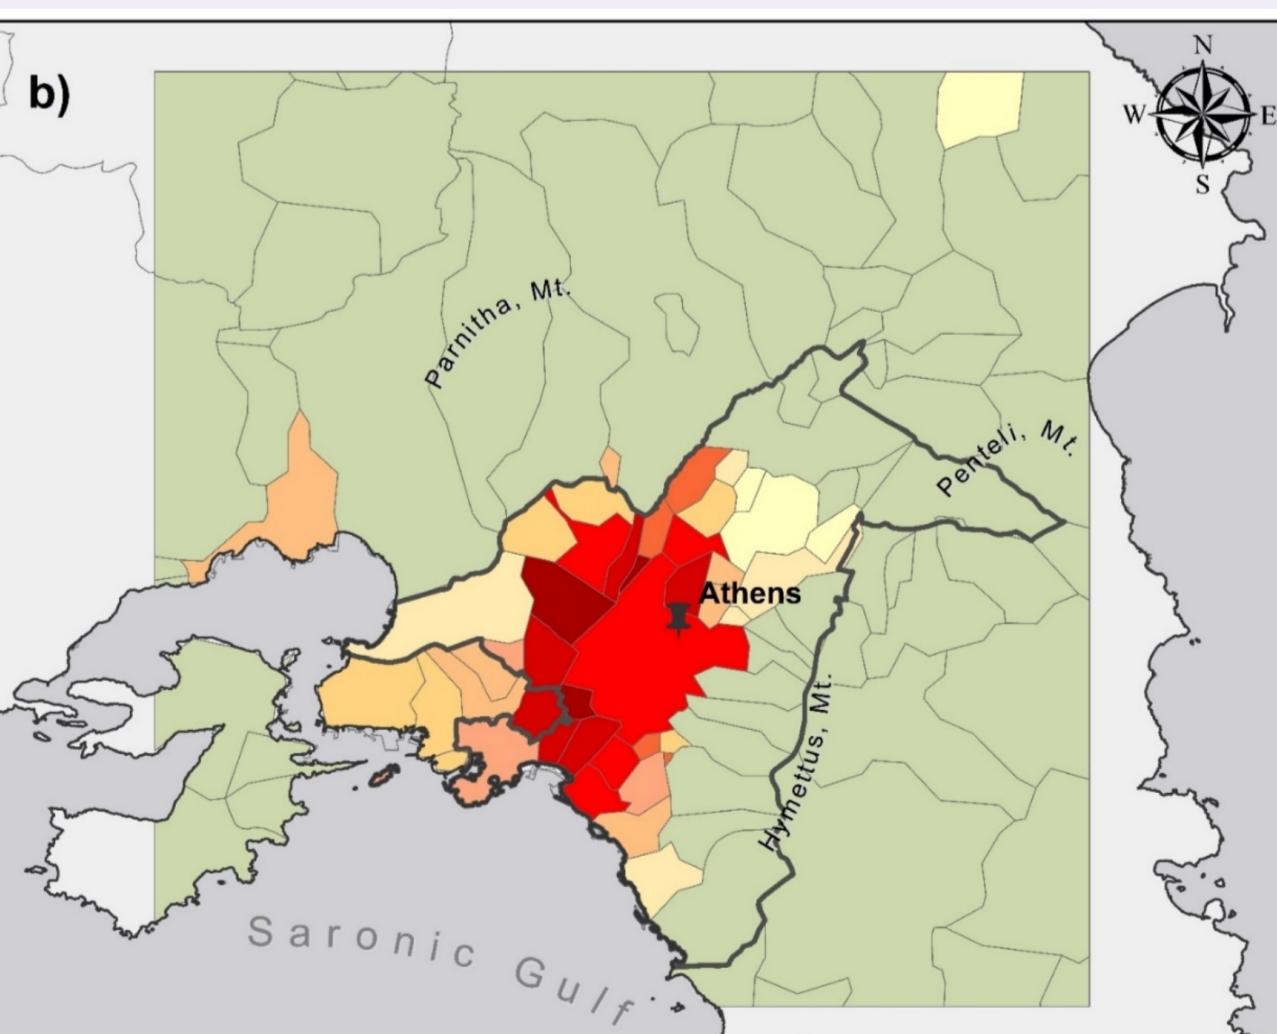 b)
N
W E
S
Parnitha, Mt.
Penteli, Mt.
Athens
Hymettus, Mt.
Saronic Gulf